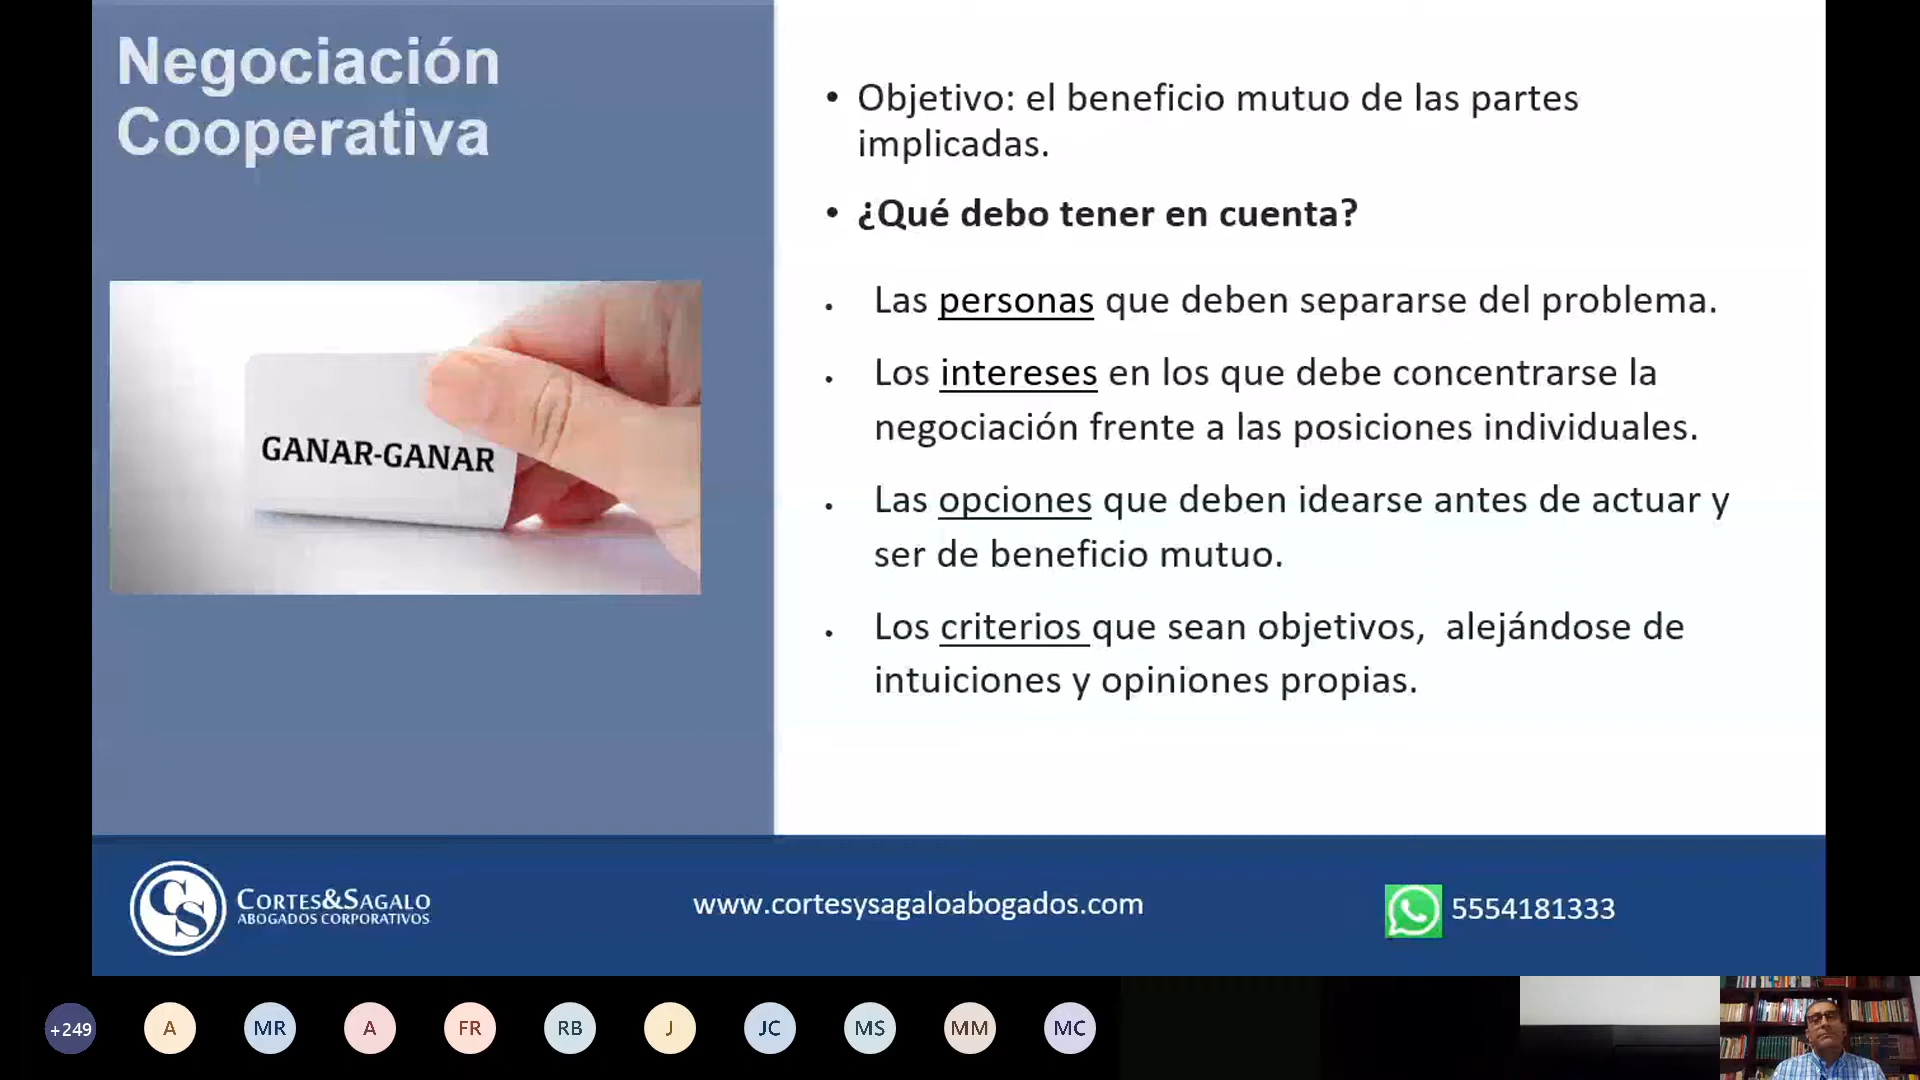 Negociación
Cooperativa
GANAR-GANAR
• Objetivo: el beneficio mutuo de las partes
implicadas.
• ¿Qué debo tener en cuenta?
• Las personas que deben separarse del problema.
• Los intereses en los que debe concentrarse la
negociación frente a las posiciones individuales.
• Las opciones que deben idearse antes de actuar y
ser de beneficio mutuo.
• Los criterios que sean objetivos,  alejándose de
intuiciones y opiniones propias.
CS
CORTES&SAGALO
ABOGADOS CORPORATIVOS
www.cortesysagaloabogados.com
5554181333
+249 A MR A FR RB J JC MS MM MC